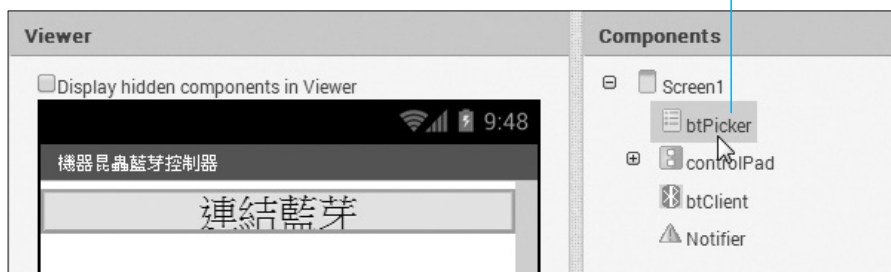 Viewer
Display hidden components in Viewer
9:48
機器昆蟲藍芽控制器
連結藍芽
Components
Screen1
btPicker
controlPad
btClient
Notifier